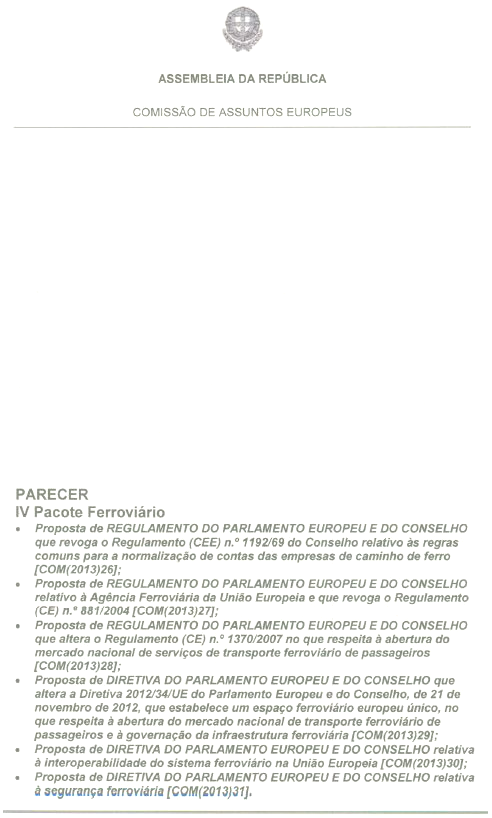 ASSEMBLEIA DA REPÚBLICA
COMISSÃO DE ASSUNTOS EUROPEUS
PARECER
IV Pacote Ferroviário
• Proposta de REGULAMENTO DO PARLAMENTO EUROPEU E DO CONSELHO
que revoga o Regulamento (CEE) n.º 1192/69 do Conselho relativo às regras
comuns para a normalização de contas das empresas de caminho de ferro
[COM(2013)26];
• Proposta de REGULAMENTO DO PARLAMENTO EUROPEU E DO CONSELHO
relativo à Agência Ferroviária da União Europeia e que revoga o Regulamento
(CE) n.º 881/2004 [COM(2013)27];
• Proposta de REGULAMENTO DO PARLAMENTO EUROPEU E DO CONSELHO
que altera o Regulamento (CE) n.º 1370/2007 no que respeita à abertura do
mercado nacional de serviços de transporte ferroviário de passageiros
[COM(2013)28];
• Proposta de DIRETIVA DO PARLAMENTO EUROPEU E DO CONSELHO que
altera a Diretiva 2012/34/UE do Parlamento Europeu e do Conselho, de 21 de
novembro de 2012, que estabelece um espaço ferroviário europeu único, no
que respeita à abertura do mercado nacional de transporte ferroviário de
passageiros e à governação da infraestrutura ferroviária [COM(2013)29];
• Proposta de DIRETIVA DO PARLAMENTO EUROPEU E DO CONSELHO relativa
à interoperabilidade do sistema ferroviário na União Europeia [COM(2013)30];
• Proposta de DIRETIVA DO PARLAMENTO EUROPEU E DO CONSELHO relativa
à segurança ferroviária [COM(2013)31].